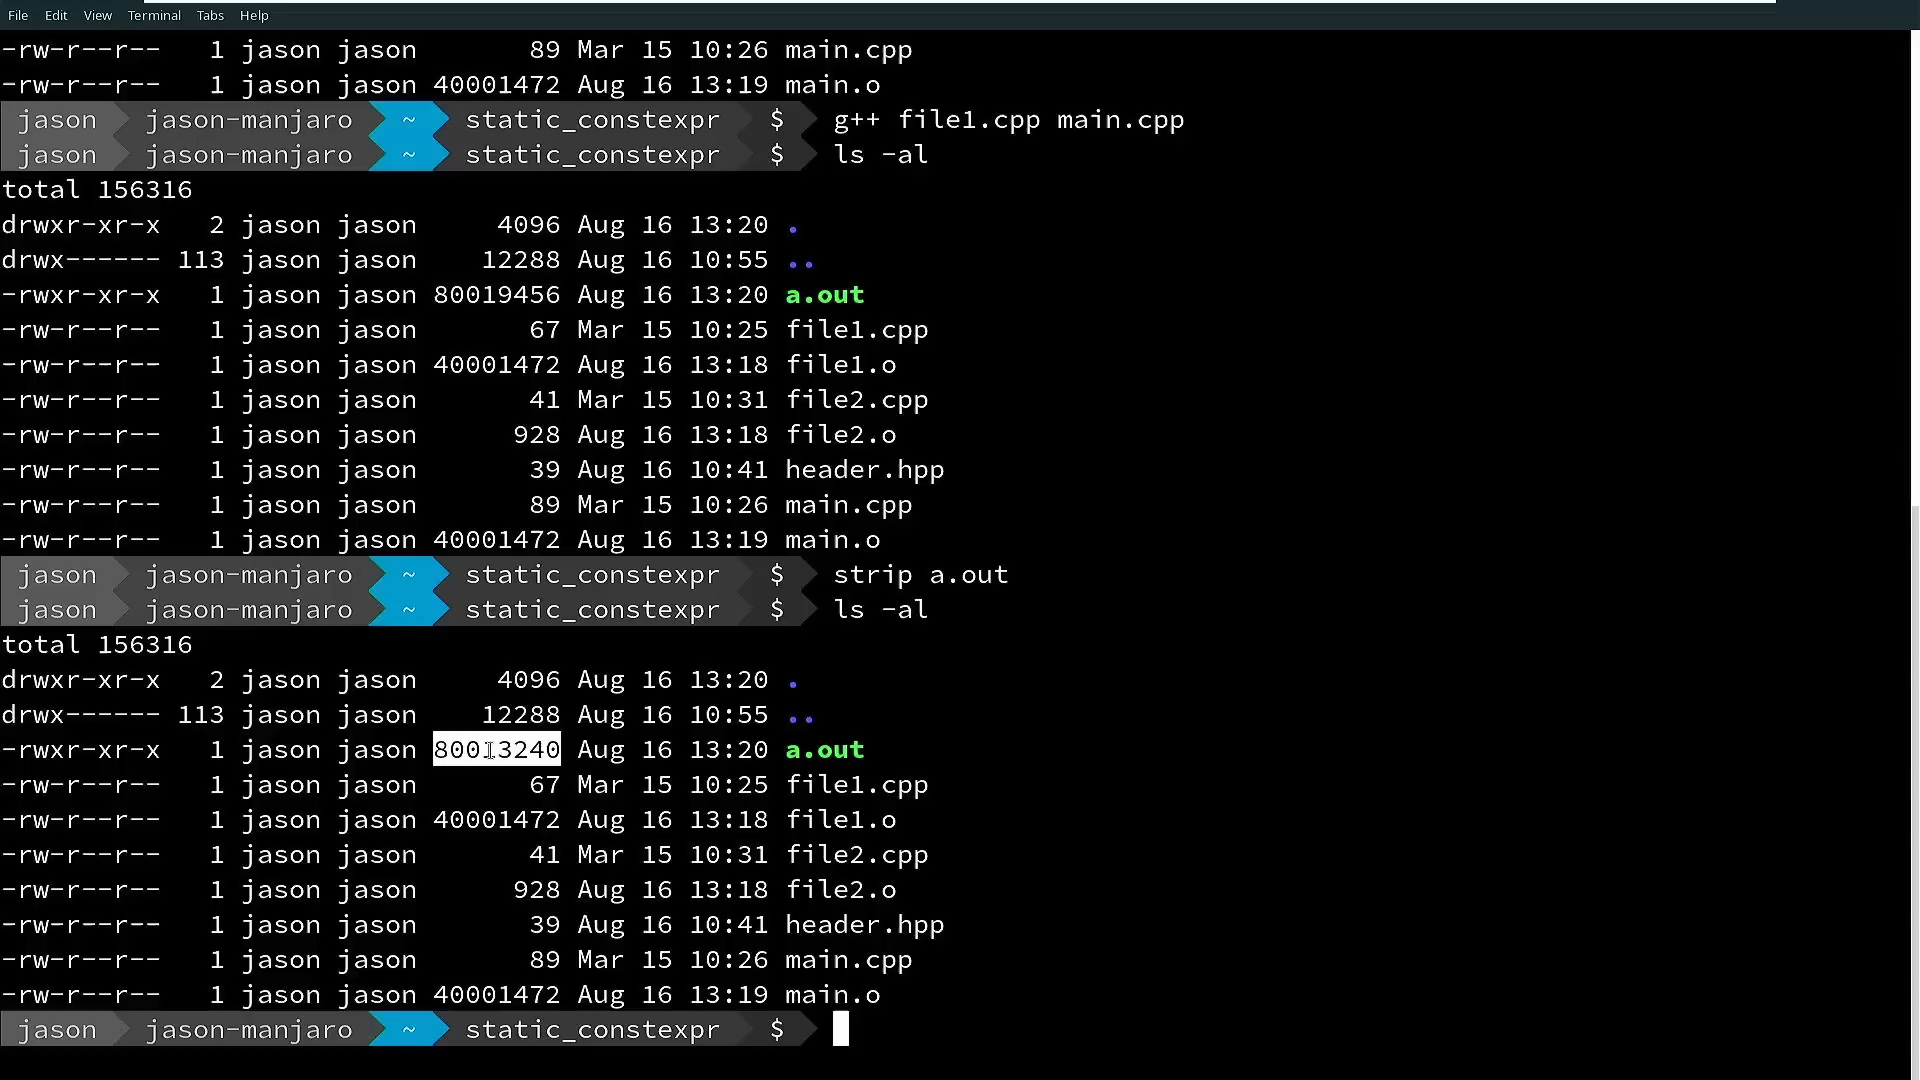 File Edit View Terminal Tabs Help
-rw-r--r--   1 jason jason       89 Mar 15 10:26 main.cpp
-rw-r--r--   1 jason jason 40001472 Aug 16 13:19 main.o
jason jason-manjaro ~ static_constexpr $ g++ file1.cpp main.cpp
jason jason-manjaro ~ static_constexpr $ ls -al
total 156316
drwxr-xr-x   2 jason jason     4096 Aug 16 13:20 .
drwx------ 113 jason jason    12288 Aug 16 10:55 ..
-rwxr-xr-x   1 jason jason 80019456 Aug 16 13:20 a.out
-rw-r--r--   1 jason jason       67 Mar 15 10:25 file1.cpp
-rw-r--r--   1 jason jason 40001472 Aug 16 13:18 file1.o
-rw-r--r--   1 jason jason       41 Mar 15 10:31 file2.cpp
-rw-r--r--   1 jason jason      928 Aug 16 13:18 file2.o
-rw-r--r--   1 jason jason       39 Aug 16 10:41 header.hpp
-rw-r--r--   1 jason jason       89 Mar 15 10:26 main.cpp
-rw-r--r--   1 jason jason 40001472 Aug 16 13:19 main.o
jason jason-manjaro ~ static_constexpr $ strip a.out
jason jason-manjaro ~ static_constexpr $ ls -al
total 156316
drwxr-xr-x   2 jason jason     4096 Aug 16 13:20 .
drwx------ 113 jason jason    12288 Aug 16 10:55 ..
-rwxr-xr-x   1 jason jason 80013240 Aug 16 13:20 a.out
-rw-r--r--   1 jason jason       67 Mar 15 10:25 file1.cpp
-rw-r--r--   1 jason jason 40001472 Aug 16 13:18 file1.o
-rw-r--r--   1 jason jason       41 Mar 15 10:31 file2.cpp
-rw-r--r--   1 jason jason      928 Aug 16 13:18 file2.o
-rw-r--r--   1 jason jason       39 Aug 16 10:41 header.hpp
-rw-r--r--   1 jason jason       89 Mar 15 10:26 main.cpp
-rw-r--r--   1 jason jason 40001472 Aug 16 13:19 main.o
jason jason-manjaro ~ static_constexpr $